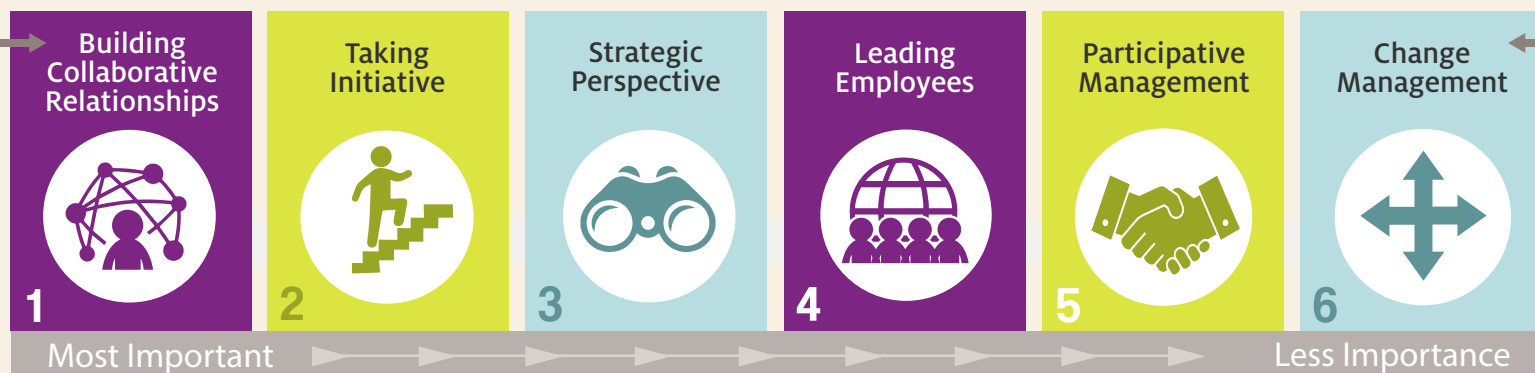 Building
Collaborative
Relationships
1
Taking
Initiative
2
Strategic
Perspective
3
Leading
Employees
4
Participative
Management
5
Change
Management
6
Most Important
Less Importance